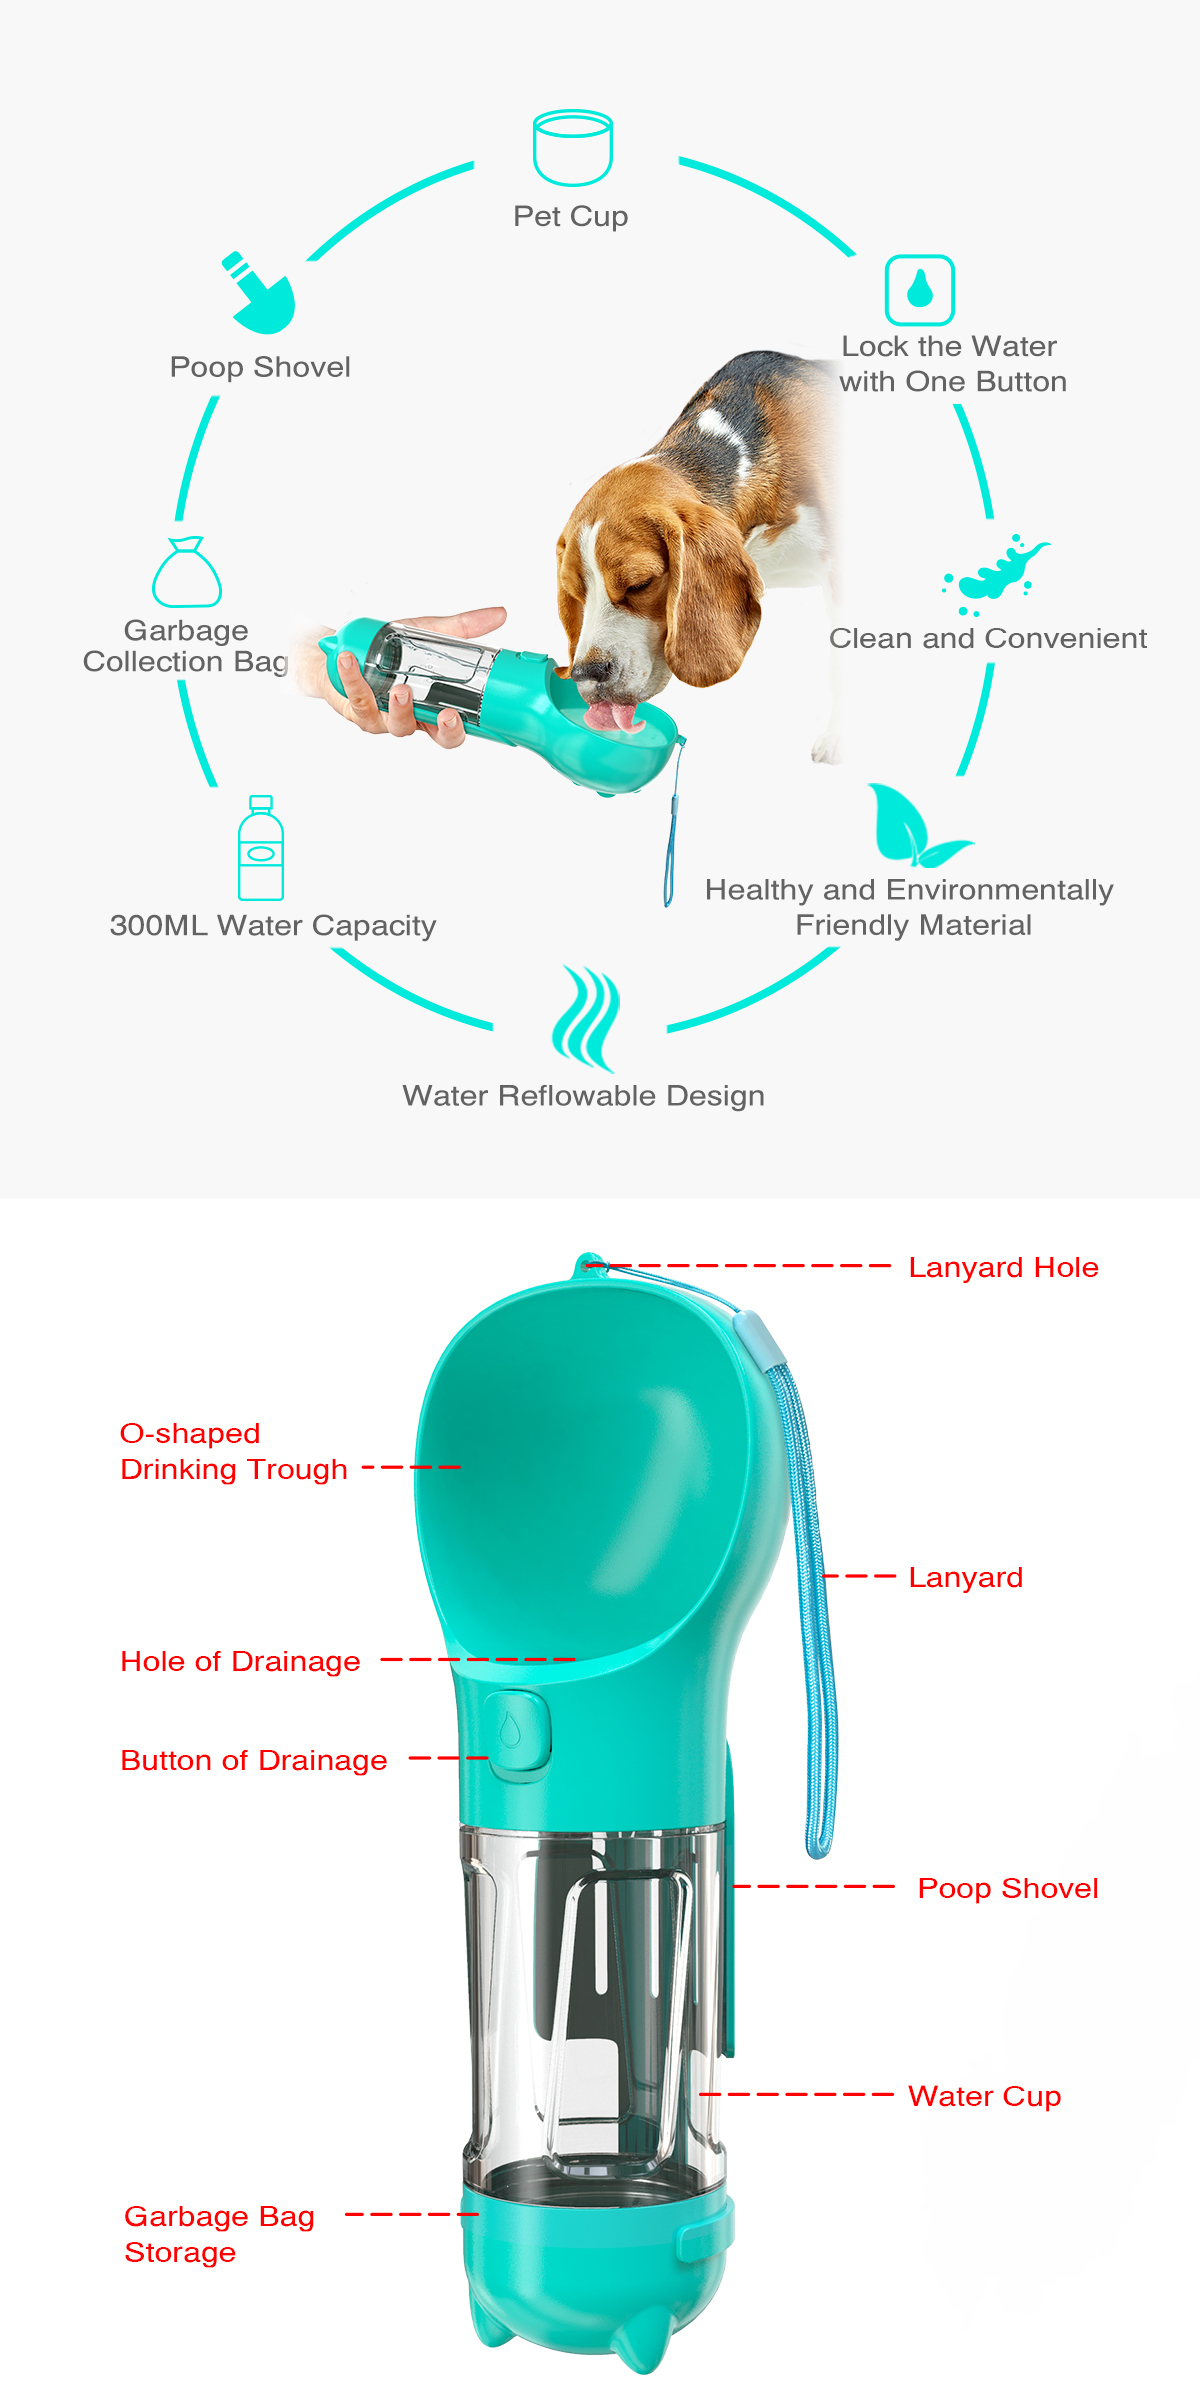 Pet Cup
Poop Shovel
Lock the Water
with One Button
Garbage
Collection Bag
Clean and Convenient
300ML Water Capacity
Healthy and Environmentally
Friendly Material
Water Reflowable Design
Lanyard Hole
O-shaped
Drinking Trough
Lanyard
Hole of Drainage
Button of Drainage
Poop Shovel
Water Cup
Garbage Bag
Storage